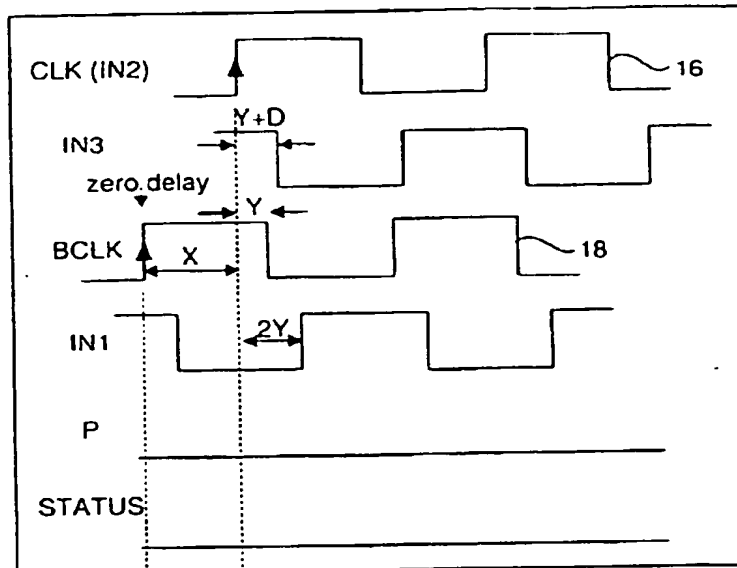 CLK (IN2)
16
Y+D
IN3
zero delay
Y
BCLK
X
18
2Y
IN1
P
STATUS